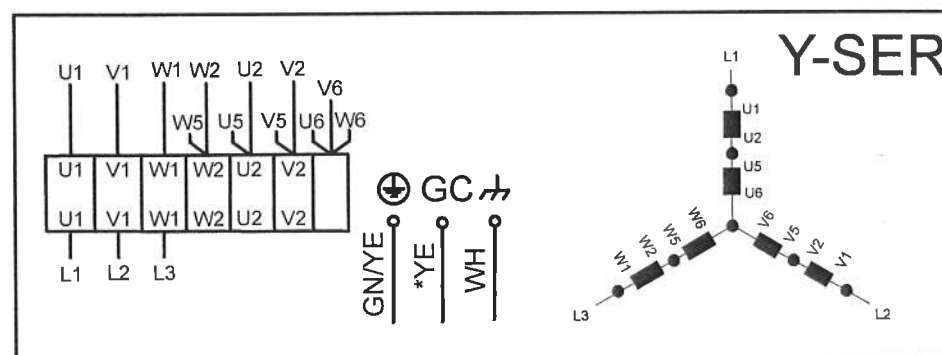 Y-SER
U1 V1 W1 W2 U2 V2 V6
W5 U5 V5 U6 W6
U1 V1 W1 W2 U2 V2
U1 V1 W1 W2 U2 V2
L1 L2 L3
GC
GN/YE *YE WH
L1
U1
U2
U5
U6
W1 W2 W5 W6
L3
V6 V5 V2 V1
L2